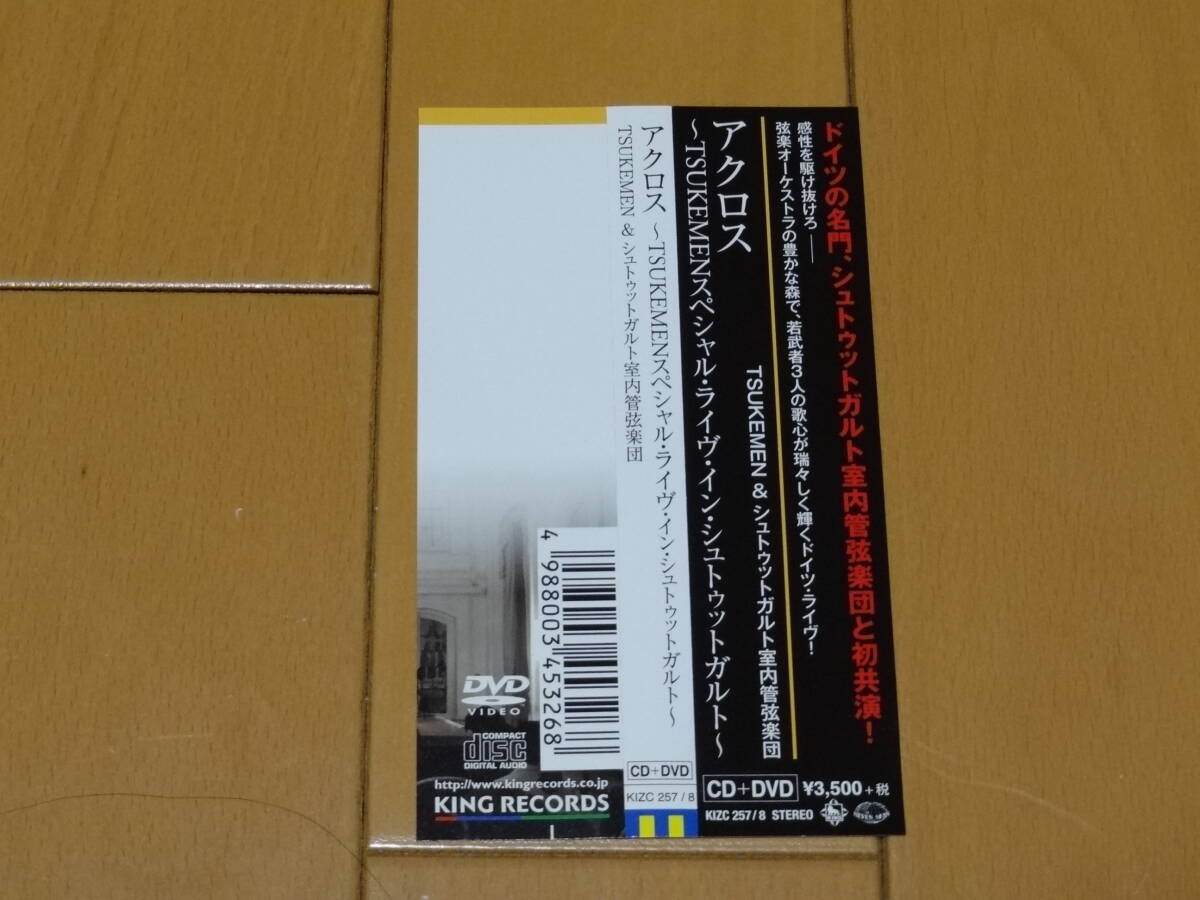 ドイツの名門、シュトゥットガルト室内管弦楽団と初共演！
感性を駆け抜けろ――
弦楽オーケストラの豊かな森で、若武者3人の歌心が瑞々しく輝くドイツ・ライヴ！
TSUKEMEN & シュトゥットガルト室内管弦楽団
アクロス
～TSUKEMENスペシャル・ライヴ・イン・シュトゥットガルト～
CD+DVD ¥3,500+税
KIZC 257/8 STEREO
アクロス ～TSUKEMENスペシャル・ライヴ・イン・シュトゥットガルト～
TSUKEMEN & シュトゥットガルト室内管弦楽団
CD+DVD
KIZC 257/8
4 988003 453268
DVD
VIDEO
COMPACT
disc
DIGITAL AUDIO
http://www.kingrecords.co.jp
KING RECORDS